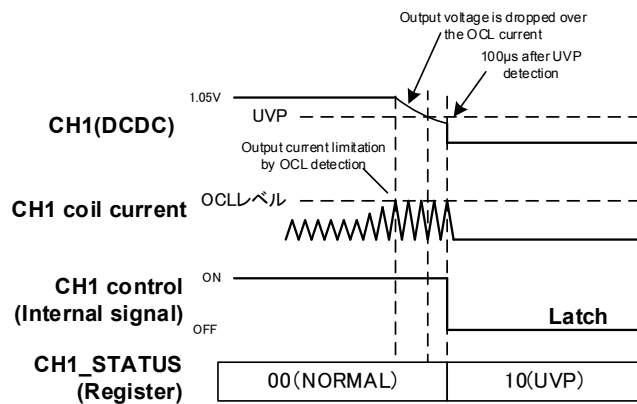 Output voltage is dropped over
the OCL current
100μs after UVP
detection
1.05V
CH1(DCDC)
UVP
Output current limitation
by OCL detection
OCLレベル
CH1 coil current
ON
CH1 control
(Internal signal)
OFF
Latch
CH1_STATUS
(Register)
00(NORMAL)
10(UVP)